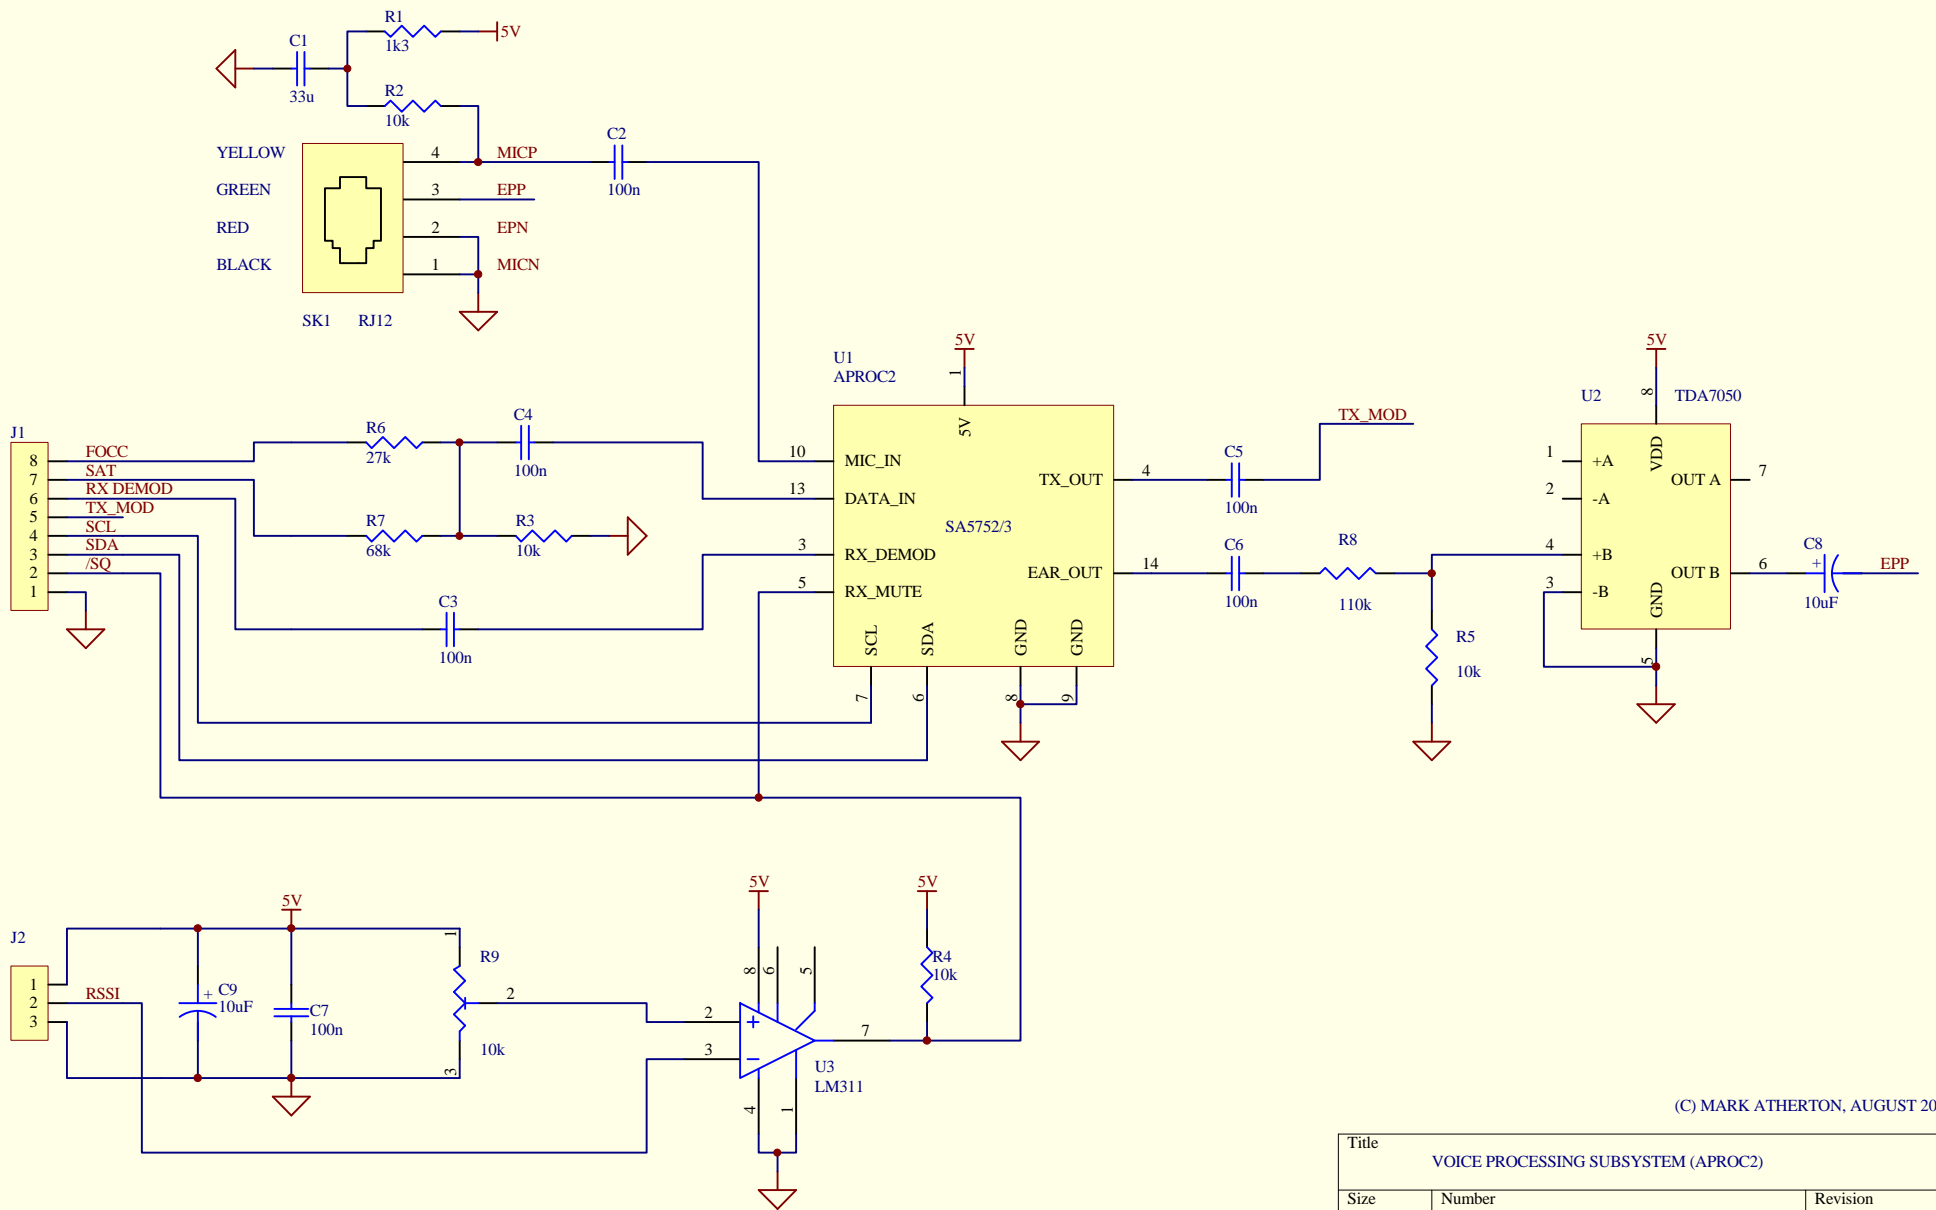 R1
1k3
5V
C1
33u
R2
10k
YELLOW
GREEN
RED
BLACK
4
3
2
1
MICP
EPP
EPN
MICN
SK1 RJ12
C2
100n
J1
8
7
6
5
4
3
2
1
FOCC
SAT
RX DEMOD
TX_MOD
SCL
SDA
/SQ
R6
27k
C4
100n
R7
68k
R3
10k
C3
100n
U1
APROC2
5V
1
5V
10
MIC_IN
13
DATA_IN
3
RX_DEMOD
5
RX_MUTE
SA5752/3
TX_OUT
4
EAR_OUT
14
SCL
SDA
GND
GND
7
6
8
9
C5
100n
TX_MOD
C6
100n
R8
110k
R5
10k
5V
8
U2
TDA7050
1
+A
2
-A
4
+B
3
-B
VDD
GND
OUT A
7
OUT B
6
5
C8
+
10uF
EPP
J2
1
2
3
RSSI
5V
+
C9
10uF
C7
100n
1
R9
2
10k
3
5V
8
6
5
2
+
3
−
7
4
1
U3
LM311
5V
R4
10k
(C) MARK ATHERTON, AUGUST 20
Title
VOICE PROCESSING SUBSYSTEM (APROC2)
Size
Number
Revision